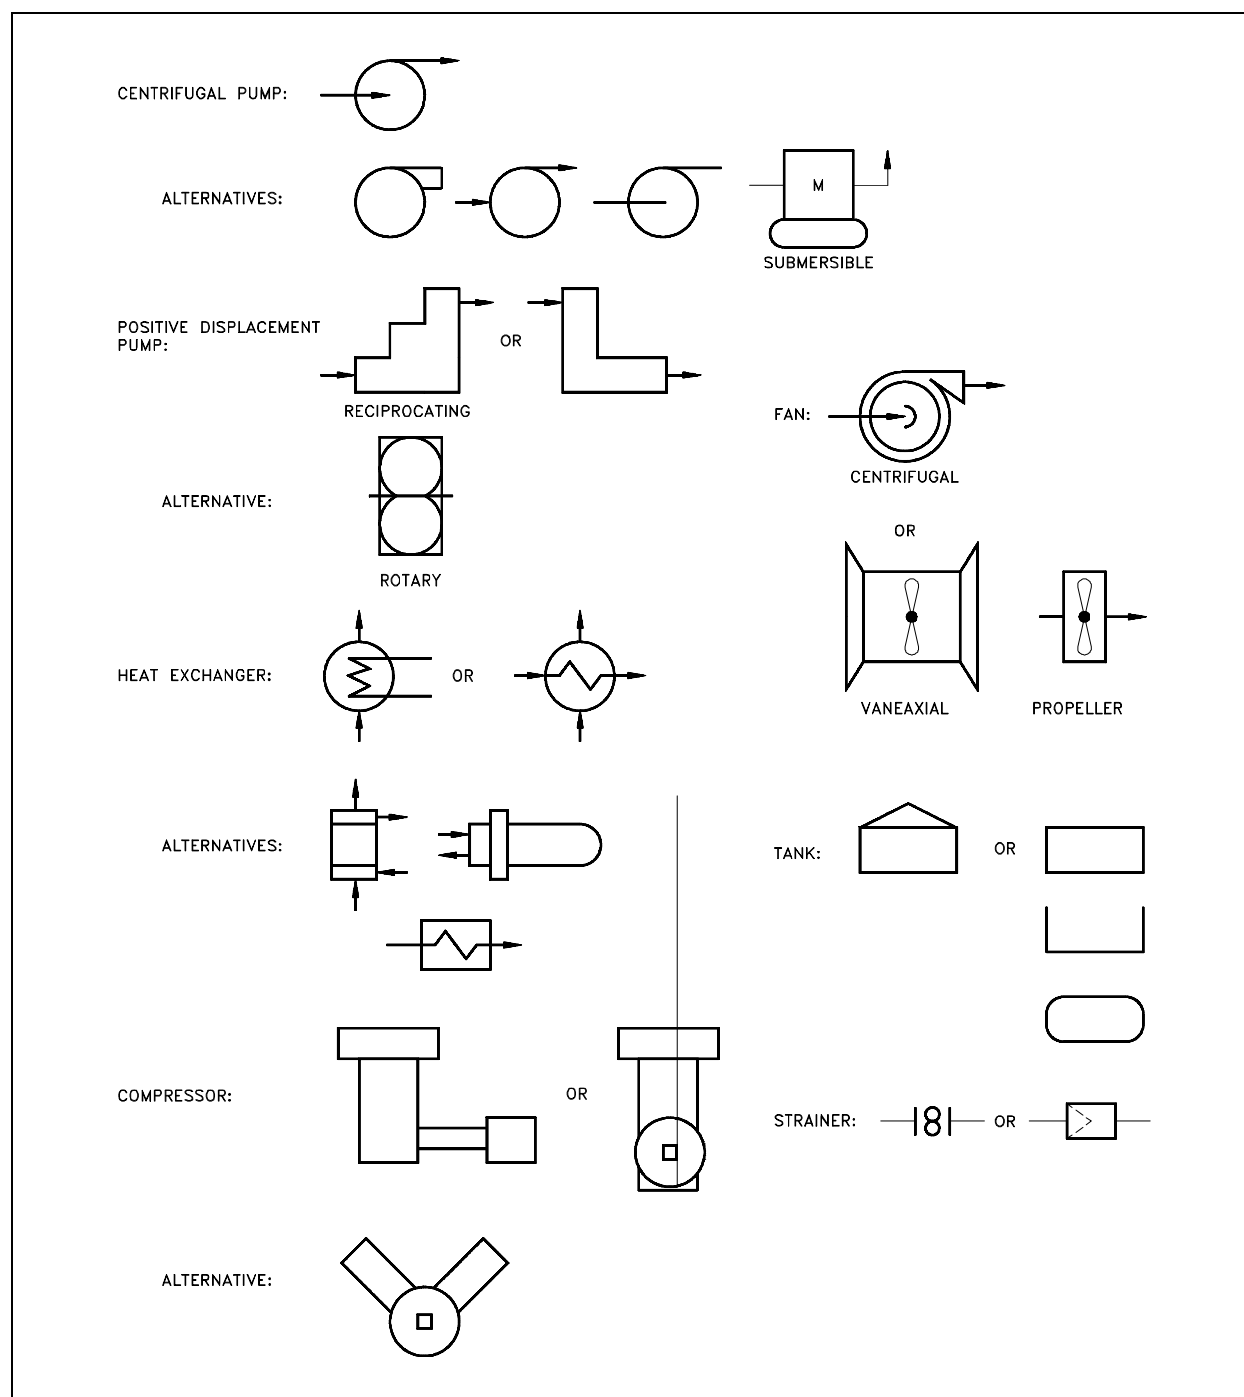 CENTRIFUGAL PUMP:
ALTERNATIVES:
M
SUBMERSIBLE
POSITIVE DISPLACEMENT
PUMP:
OR
RECIPROCATING
ALTERNATIVE:
ROTARY
HEAT EXCHANGER:
OR
ALTERNATIVES:
COMPRESSOR:
OR
ALTERNATIVE:
FAN:
CENTRIFUGAL
OR
VANEAXIAL
PROPELLER
TANK:
OR
STRAINER:
OR